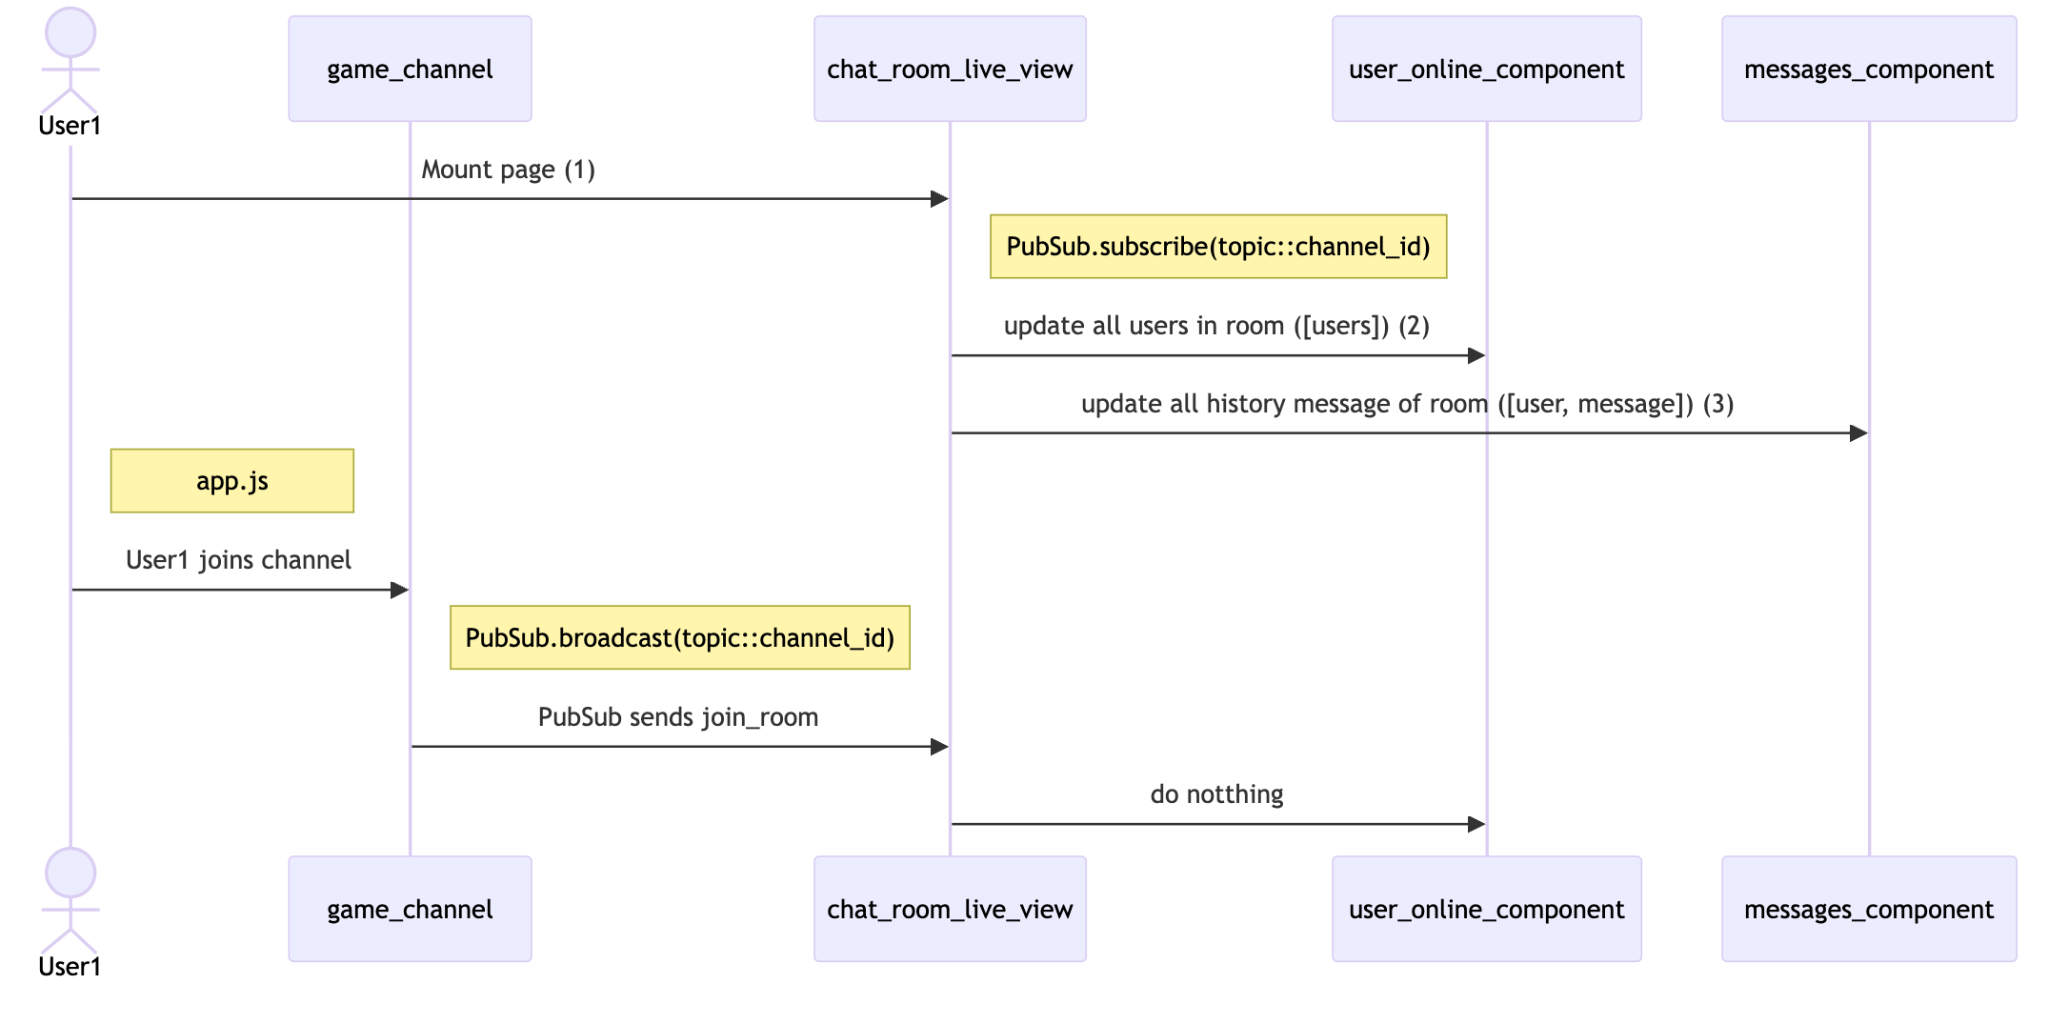 User1
game_channel
chat_room_live_view
user_online_component
messages_component
Mount page (1)
PubSub.subscribe(topic::channel_id)
update all users in room ([users]) (2)
update all history message of room ([user, message]) (3)
app.js
User1 joins channel
PubSub.broadcast(topic::channel_id)
PubSub sends join_room
do notthing
User1
game_channel
chat_room_live_view
user_online_component
messages_component